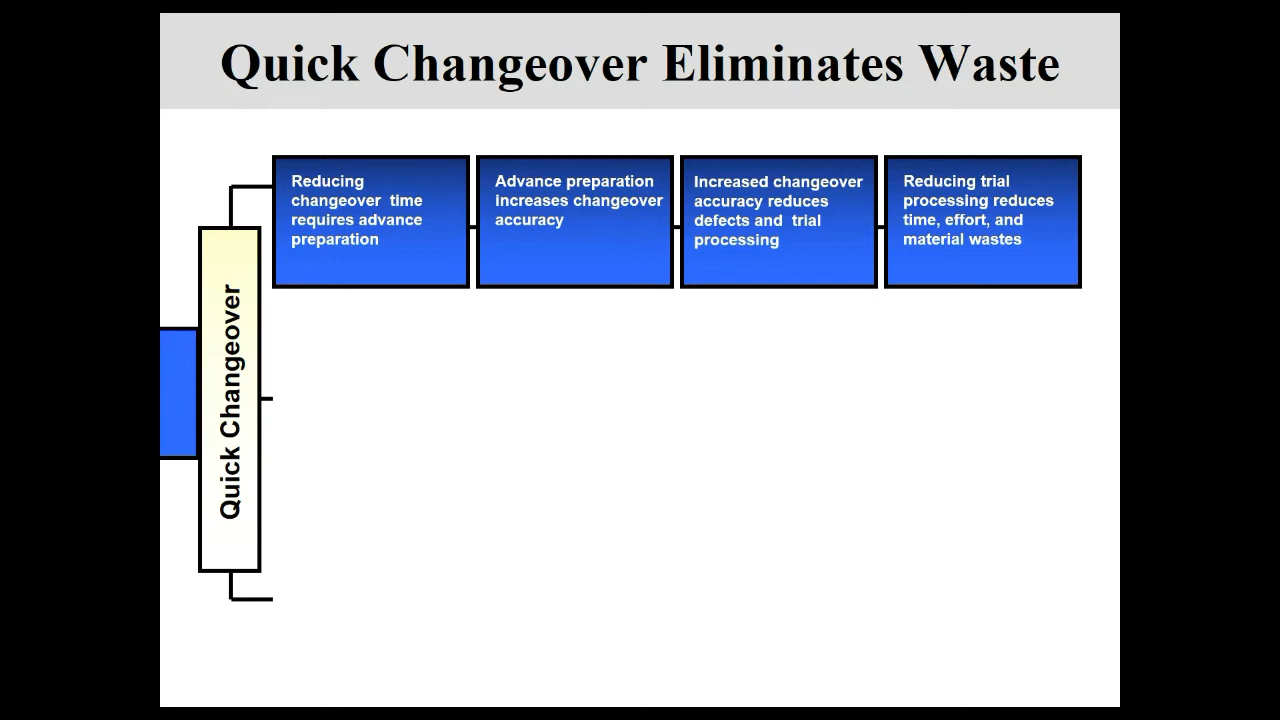 Quick Changeover Eliminates Waste
Reducing
changeover time
requires advance
preparation
Advance preparation
increases changeover
accuracy
Increased changeover
accuracy reduces
defects and trial
processing
Reducing trial
processing reduces
time, effort, and
material wastes
Quick Changeover